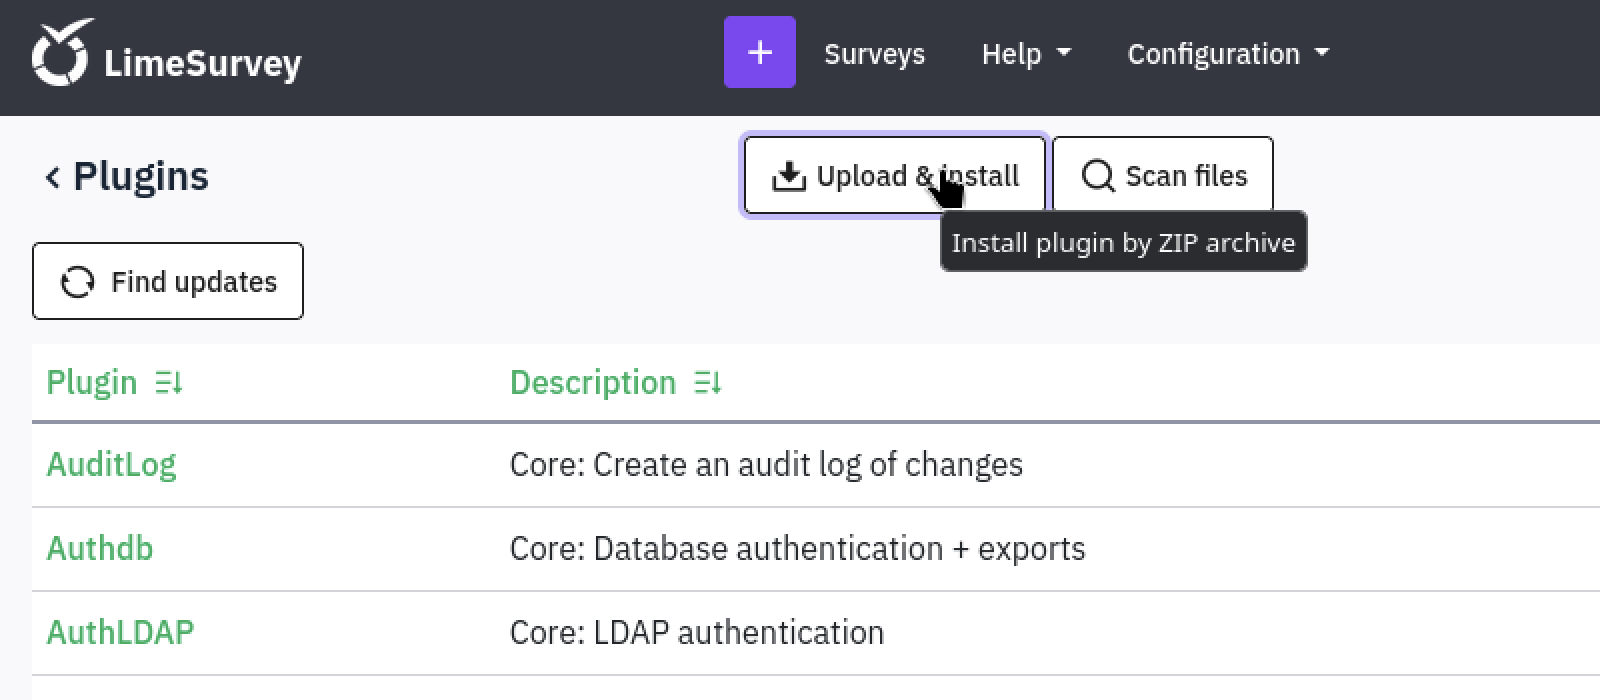 LimeSurvey
+ Surveys Help Configuration
Plugins
Upload & install Scan files
Install plugin by ZIP archive
Find updates
Plugin Description
AuditLog Core: Create an audit log of changes
Authdb Core: Database authentication + exports
AuthLDAP Core: LDAP authentication